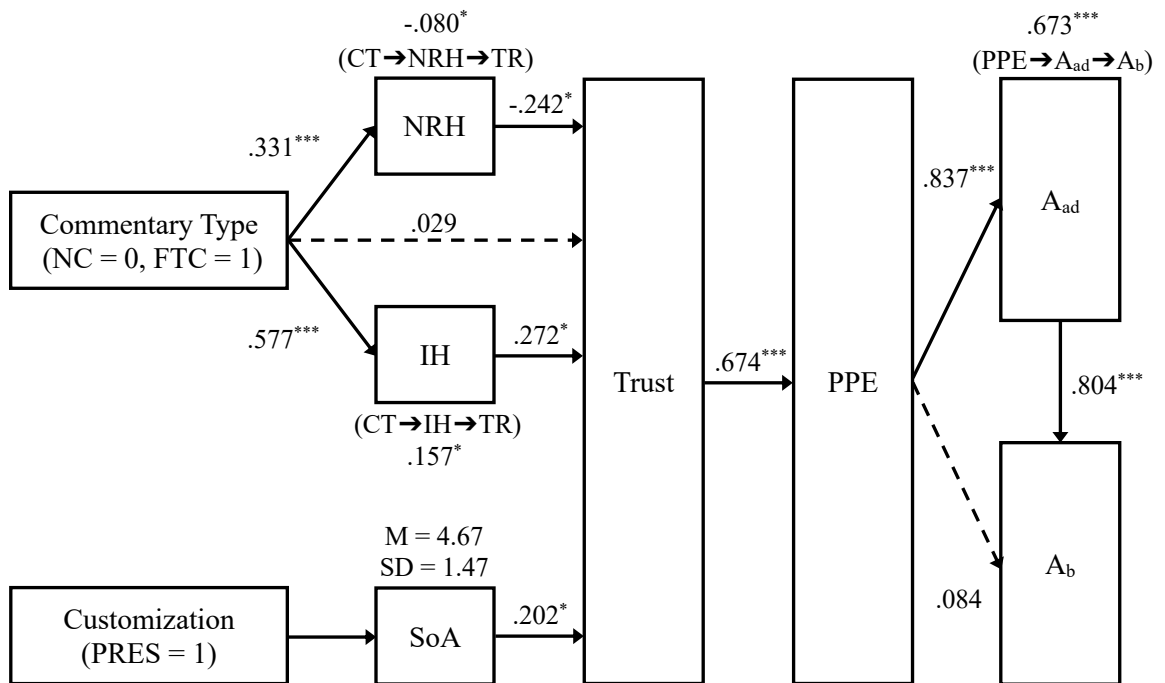 -.080*
(CT➔NRH➔TR)
NRH
-.242*
.331***
Commentary Type
(NC = 0, FTC = 1)
.029
.577***
IH
.272*
(CT➔IH➔TR)
.157*
M = 4.67
SD = 1.47
Customization
(PRES = 1)
SoA
.202*
Trust
.674***
PPE
.673***
(PPE➔Aad➔Ab)
.837***
Aad
.804***
Ab
.084